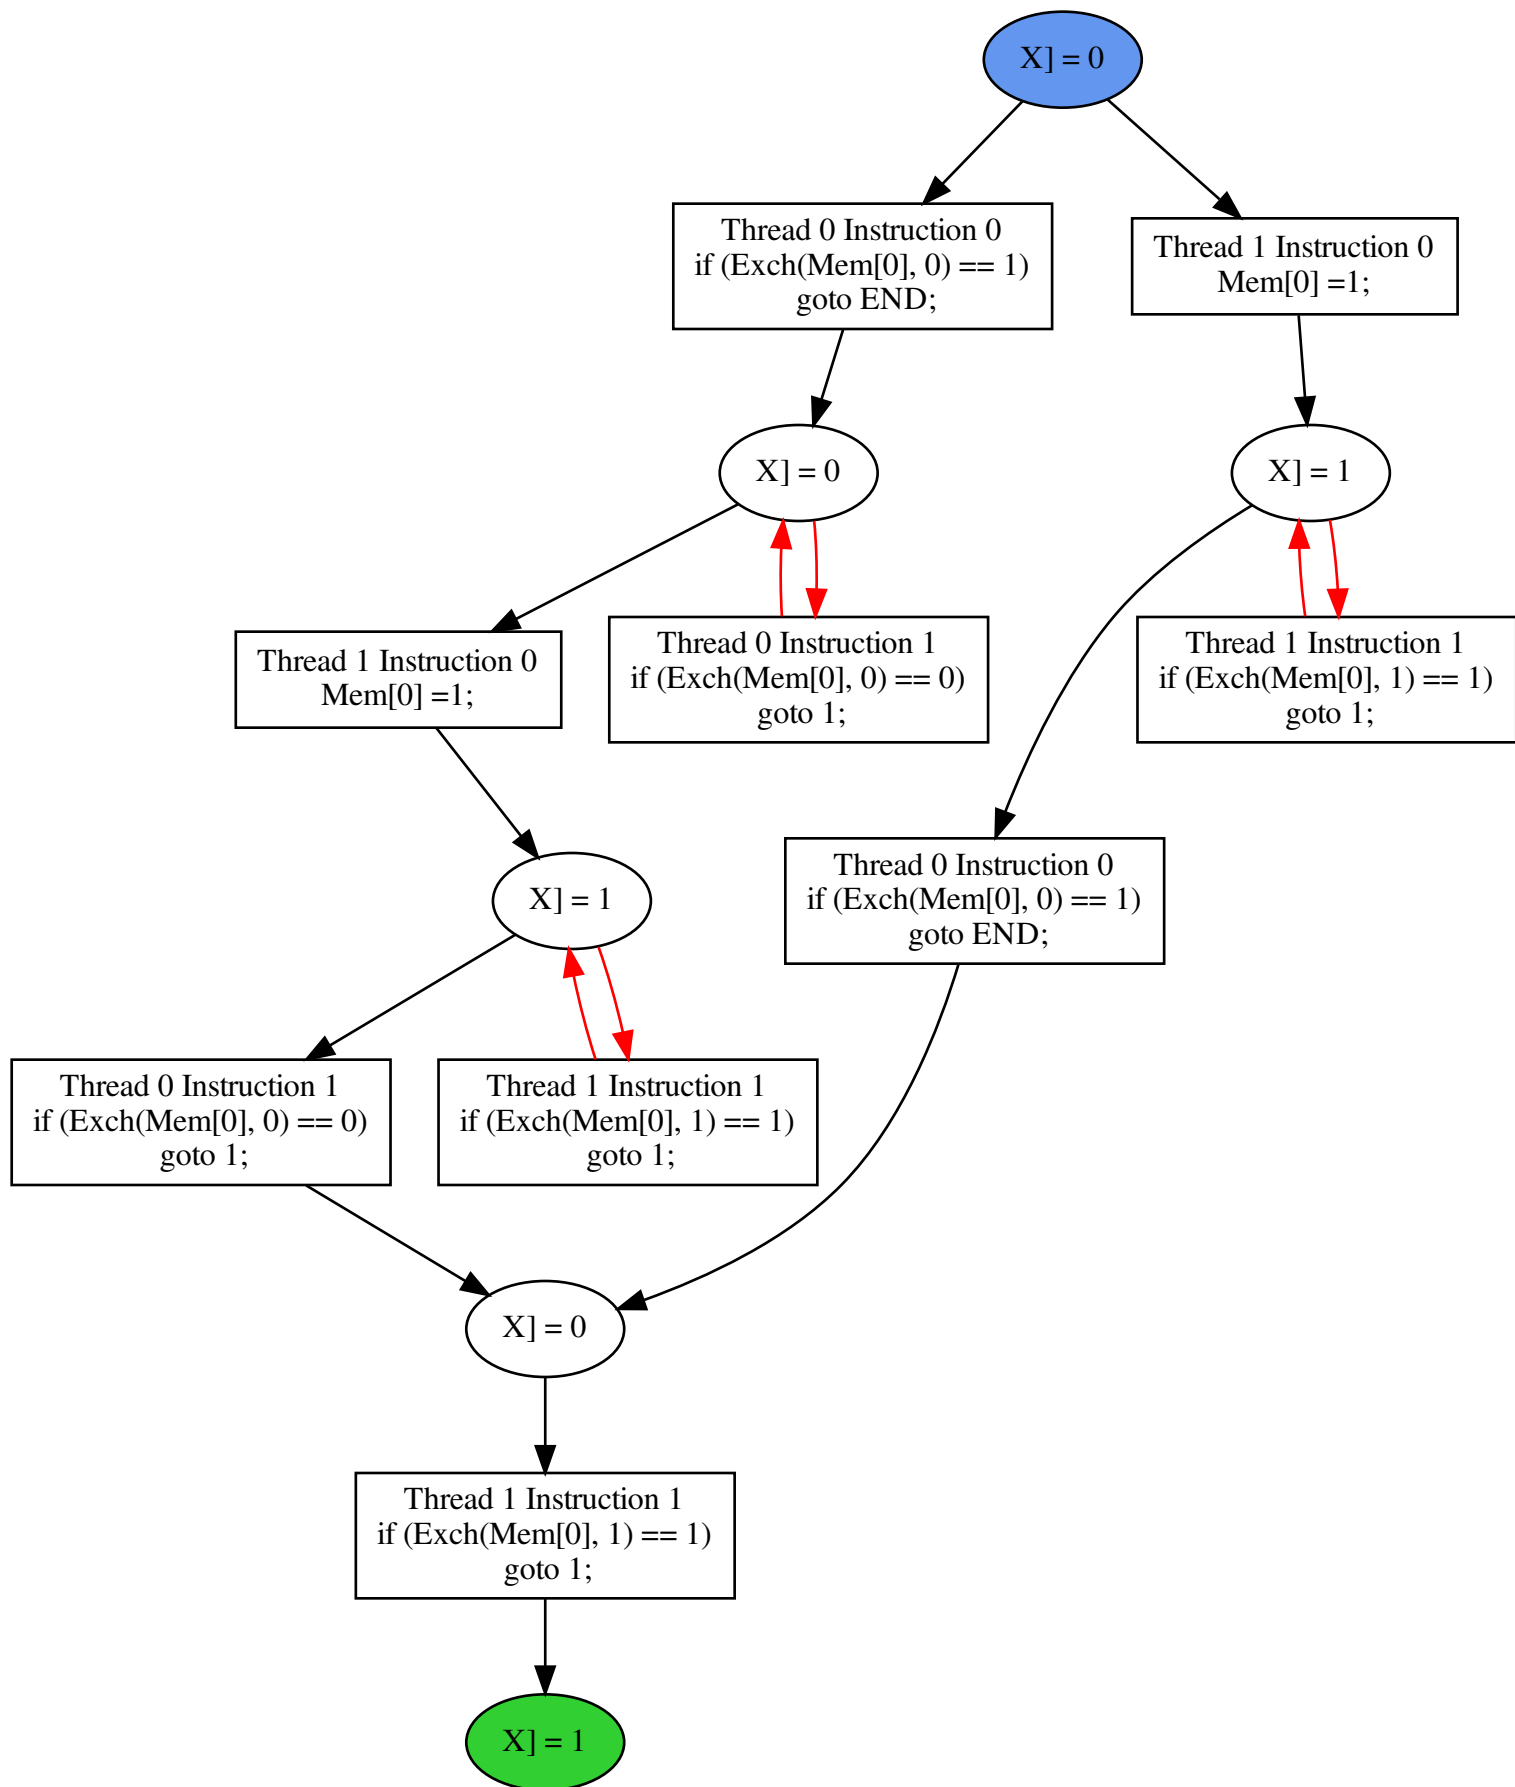 X] = 0
Thread 0 Instruction 0
if (Exch(Mem[0], 0) == 1)
goto END;
Thread 1 Instruction 0
Mem[0] =1;
X] = 0
X] = 1
Thread 1 Instruction 0
Mem[0] =1;
Thread 0 Instruction 1
if (Exch(Mem[0], 0) == 0)
goto 1;
Thread 1 Instruction 1
if (Exch(Mem[0], 1) == 1)
goto 1;
X] = 1
Thread 0 Instruction 0
if (Exch(Mem[0], 0) == 1)
goto END;
Thread 0 Instruction 1
if (Exch(Mem[0], 0) == 0)
goto 1;
Thread 1 Instruction 1
if (Exch(Mem[0], 1) == 1)
goto 1;
X] = 0
Thread 1 Instruction 1
if (Exch(Mem[0], 1) == 1)
goto 1;
X] = 1